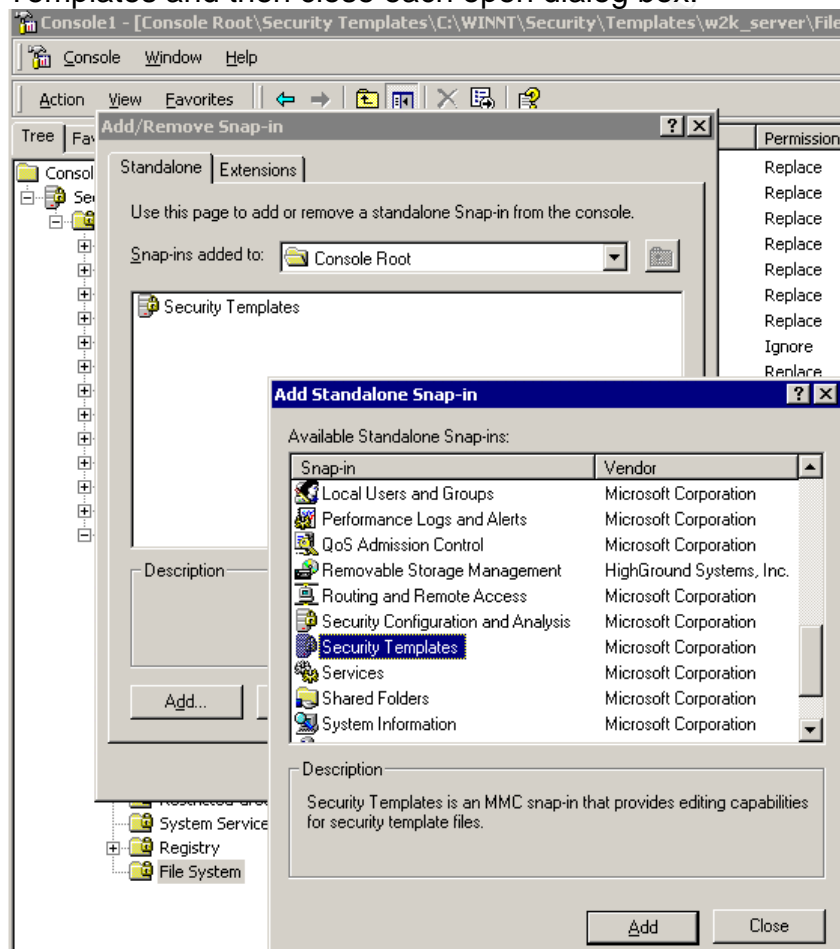 Templates and then close each open dialog box.
Console1 - [Console Root\Security Templates\C:\WINNT\Security\Templates\w2k_server\File
Console Window Help
Action View Favorites
Add/Remove Snap-in
Tree
Permission
Standalone Extensions
Use this page to add or remove a standalone Snap-in from the console.
Snap-ins added to: Console Root
Security Templates
Replace
Replace
Replace
Replace
Replace
Replace
Replace
Ignore
Replace
Description
Add...
Add Standalone Snap-in
Available Standalone Snap-ins:
Snap-in Vendor
Local Users and Groups Microsoft Corporation
Performance Logs and Alerts Microsoft Corporation
QoS Admission Control Microsoft Corporation
Removable Storage Management HighGround Systems, Inc.
Routing and Remote Access Microsoft Corporation
Security Configuration and Analysis Microsoft Corporation
Security Templates Microsoft Corporation
Services Microsoft Corporation
Shared Folders Microsoft Corporation
System Information Microsoft Corporation
Description
Security Templates is an MMC snap-in that provides editing capabilities
for security template files.
Add Close
System Service
Registry
File System